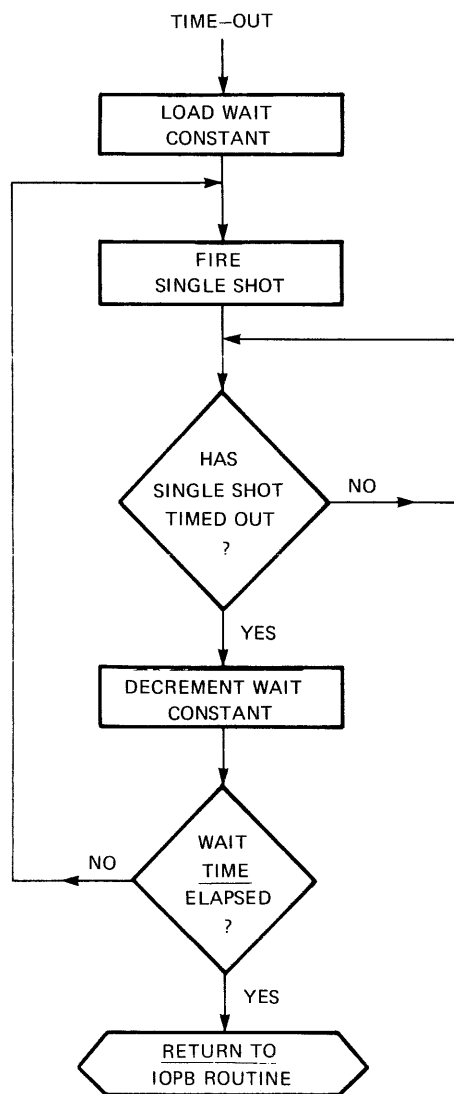 TIME-OUT
LOAD WAIT
CONSTANT
FIRE
SINGLE SHOT
HAS
SINGLE SHOT
TIMED OUT
?
NO
YES
DECREMENT WAIT
CONSTANT
WAIT
TIME
ELAPSED
?
NO
YES
RETURN TO
IOPB ROUTINE